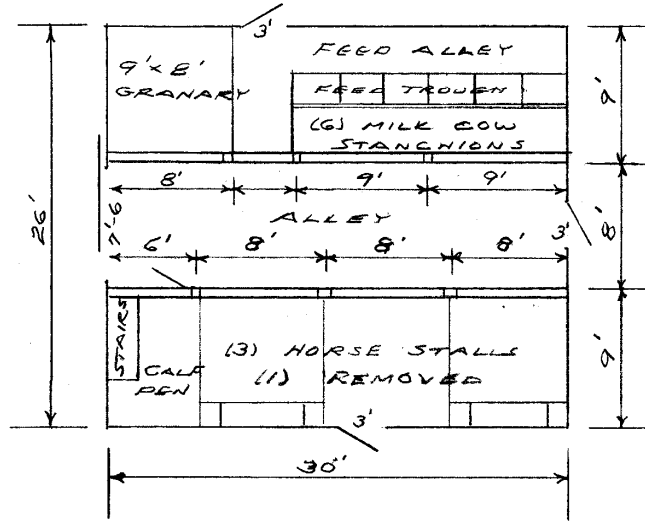 3'
9'x8'
GRANARY
FEED ALLEY
FEED TROUGH
(6) MILK COW
STANCHIONS
9'
26'
8'
9'
9'
ALLEY
7'-6
3'
8'
6'
8'
8'
8'
STAIRS
CALF
PEN
(3) HORSE STALLS
(1) REMOVED
9'
3'
30'